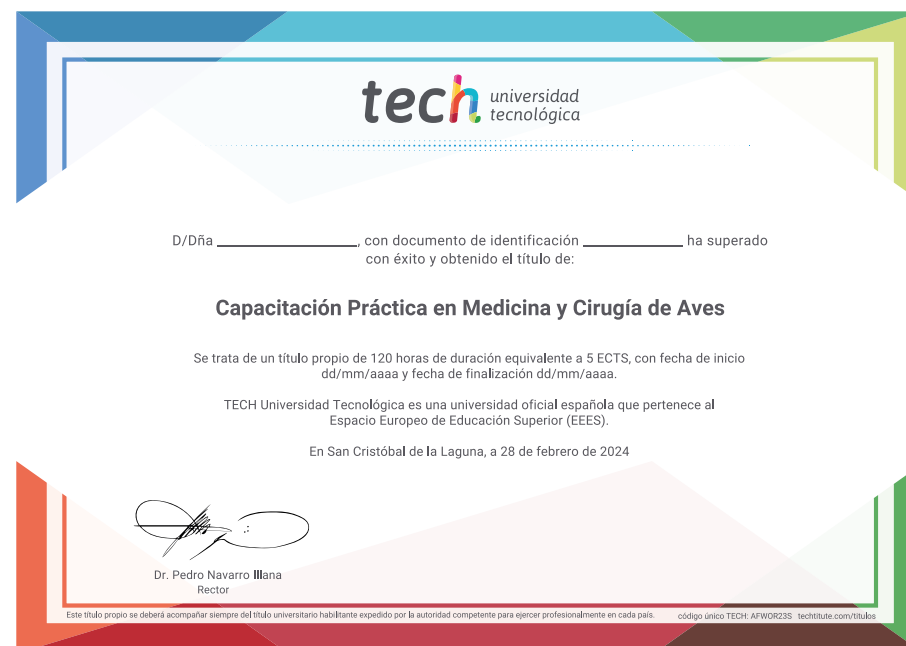 tech universidad
tecnológica
D/Dña ____________________, con documento de identificación ______________ ha superado
con éxito y obtenido el título de:
Capacitación Práctica en Medicina y Cirugía de Aves
Se trata de un título propio de 120 horas de duración equivalente a 5 ECTS, con fecha de inicio
dd/mm/aaaa y fecha de finalización dd/mm/aaaa.
TECH Universidad Tecnológica es una universidad oficial española que pertenece al
Espacio Europeo de Educación Superior (EEES).
En San Cristóbal de la Laguna, a 28 de febrero de 2024
Dr. Pedro Navarro Illana
Rector
Este título propio se deberá acompañar siempre del título universitario habilitante expedido por la autoridad competente para ejercer profesionalmente en cada país. código único TECH: AFWOR23S techtitute.com/titulos